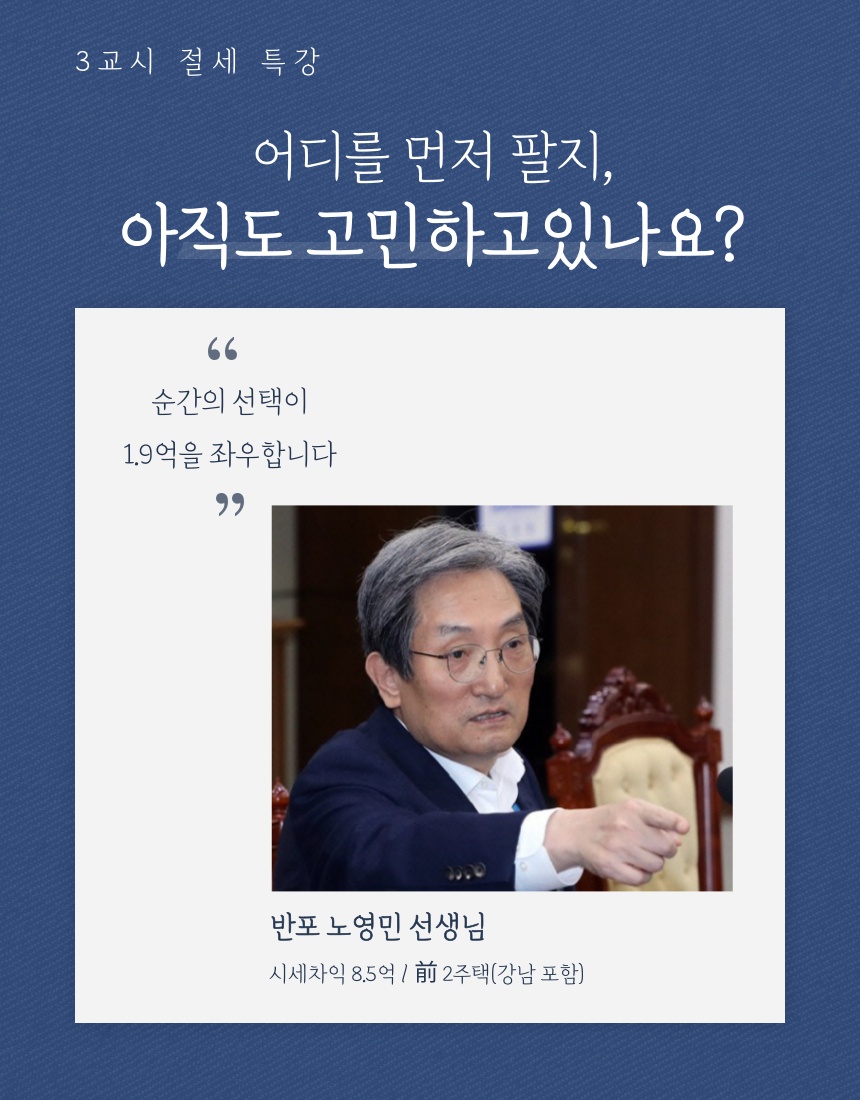 3교시 절세 특강
어디를 먼저 팔지,
아직도 고민하고있나요?
“
순간의 선택이
1.9억을 좌우합니다
”
반포 노영민 선생님
시세차익 8.5억 / 前 2주택(강남 포함)